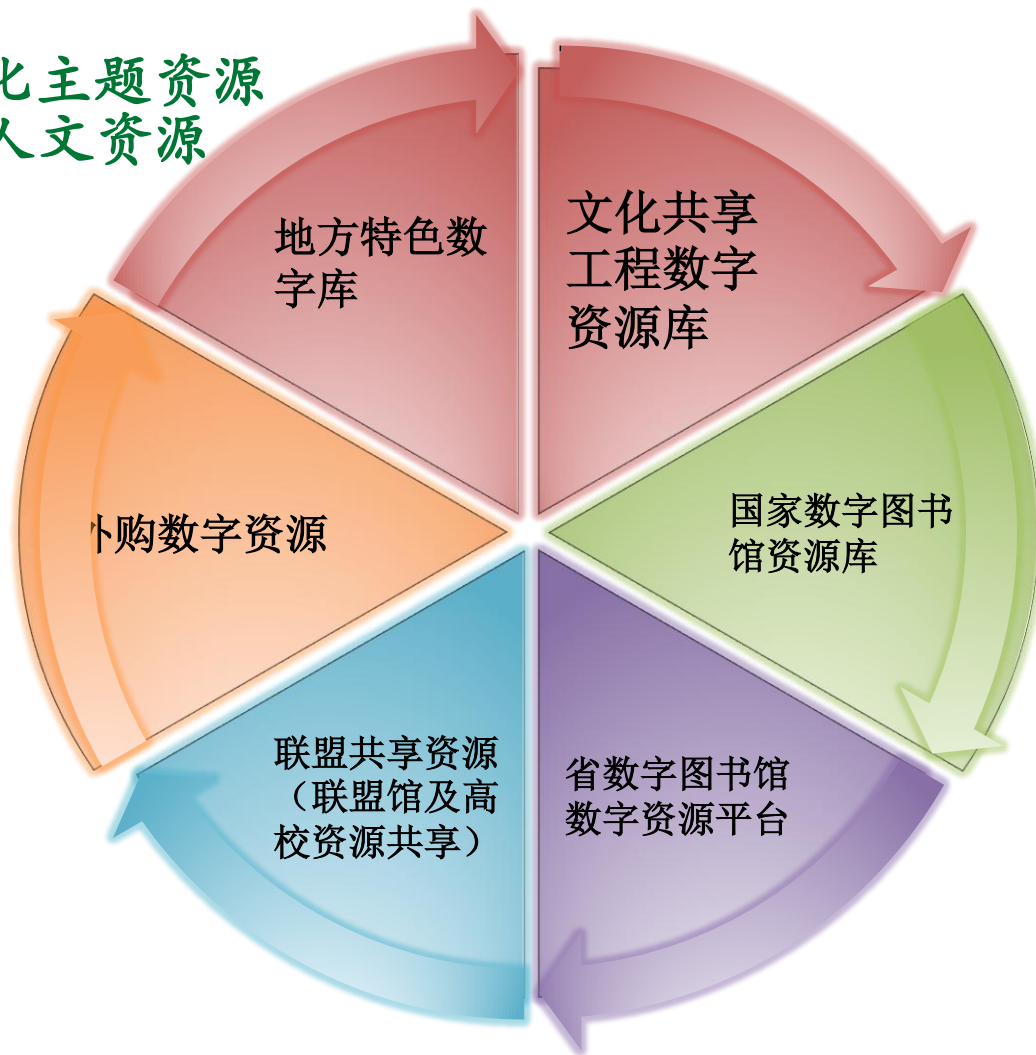 化主题资源
人文资源
地方特色数
字库
文化共享
工程数字
资源库
国家数字图书
馆资源库
省数字图书馆
数字资源平台
联盟共享资源
（联盟馆及高
校资源共享）
外购数字资源